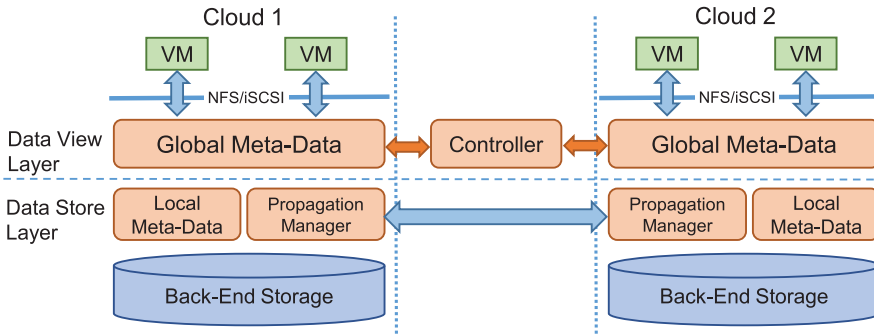 Cloud 1 Cloud 2
VM VM VM VM
NFS/iSCSI NFS/iSCSI
Data View
Layer
Global Meta-Data Controller Global Meta-Data
Data Store
Layer
Local
Meta-Data
Propagation
Manager
Propagation
Manager
Local
Meta-Data
Back-End Storage Back-End Storage